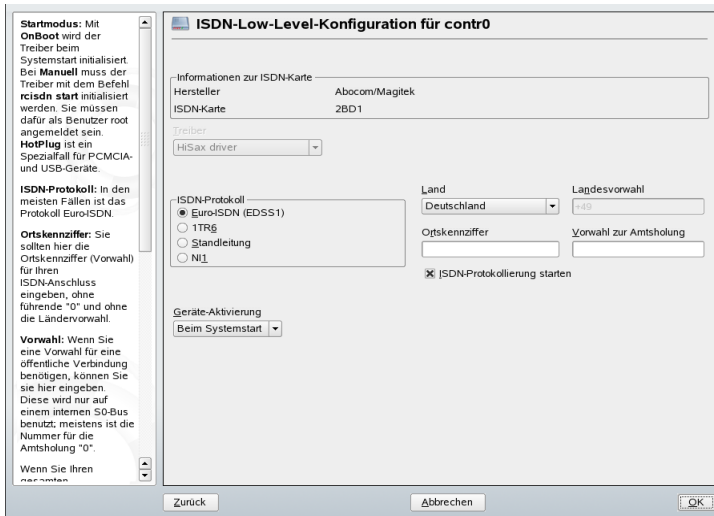 Startmodus: Mit
OnBoot wird der
Treiber beim
Systemstart initialisiert.
Bei Manuell muss der
Treiber mit dem Befehl
rcisdn start initialisiert
werden. Sie müssen
dafür als Benutzer root
angemeldet sein.
HotPlug ist ein
Spezialfall für PCMCIA-
und USB-Geräte.
ISDN-Protokoll: In den
meisten Fällen ist das
Protokoll Euro-ISDN.
Ortskennziffer: Sie
sollten hier die
Ortskennziffer (Vorwahl)
für Ihren
ISDN-Anschluss
eingeben, ohne
führende "0" und ohne
die Ländervorwahl.
Vorwahl: Wenn Sie
eine Vorwahl für eine
öffentliche Verbindung
benötigen, können Sie
sie hier eingeben.
Diese wird nur auf
einem internen S0-Bus
benutzt; meistens ist die
Nummer für die
Amtsholung "0".
Wenn Sie Ihren
gesamten
ISDN-Low-Level-Konfiguration für contr0
Informationen zur ISDN-Karte
Hersteller Abocom/Magitek
ISDN-Karte 2BD1
Treiber
HiSax driver
ISDN-Protokoll
Euro-ISDN (EDSS1)
1TR6
Standleitung
NI1
Land Landesvorwahl
Deutschland +49
Ortskennziffer Vorwahl zur Amtsholung
ISDN-Protokollierung starten
Geräte-Aktivierung
Beim Systemstart
Zurück Abbrechen OK